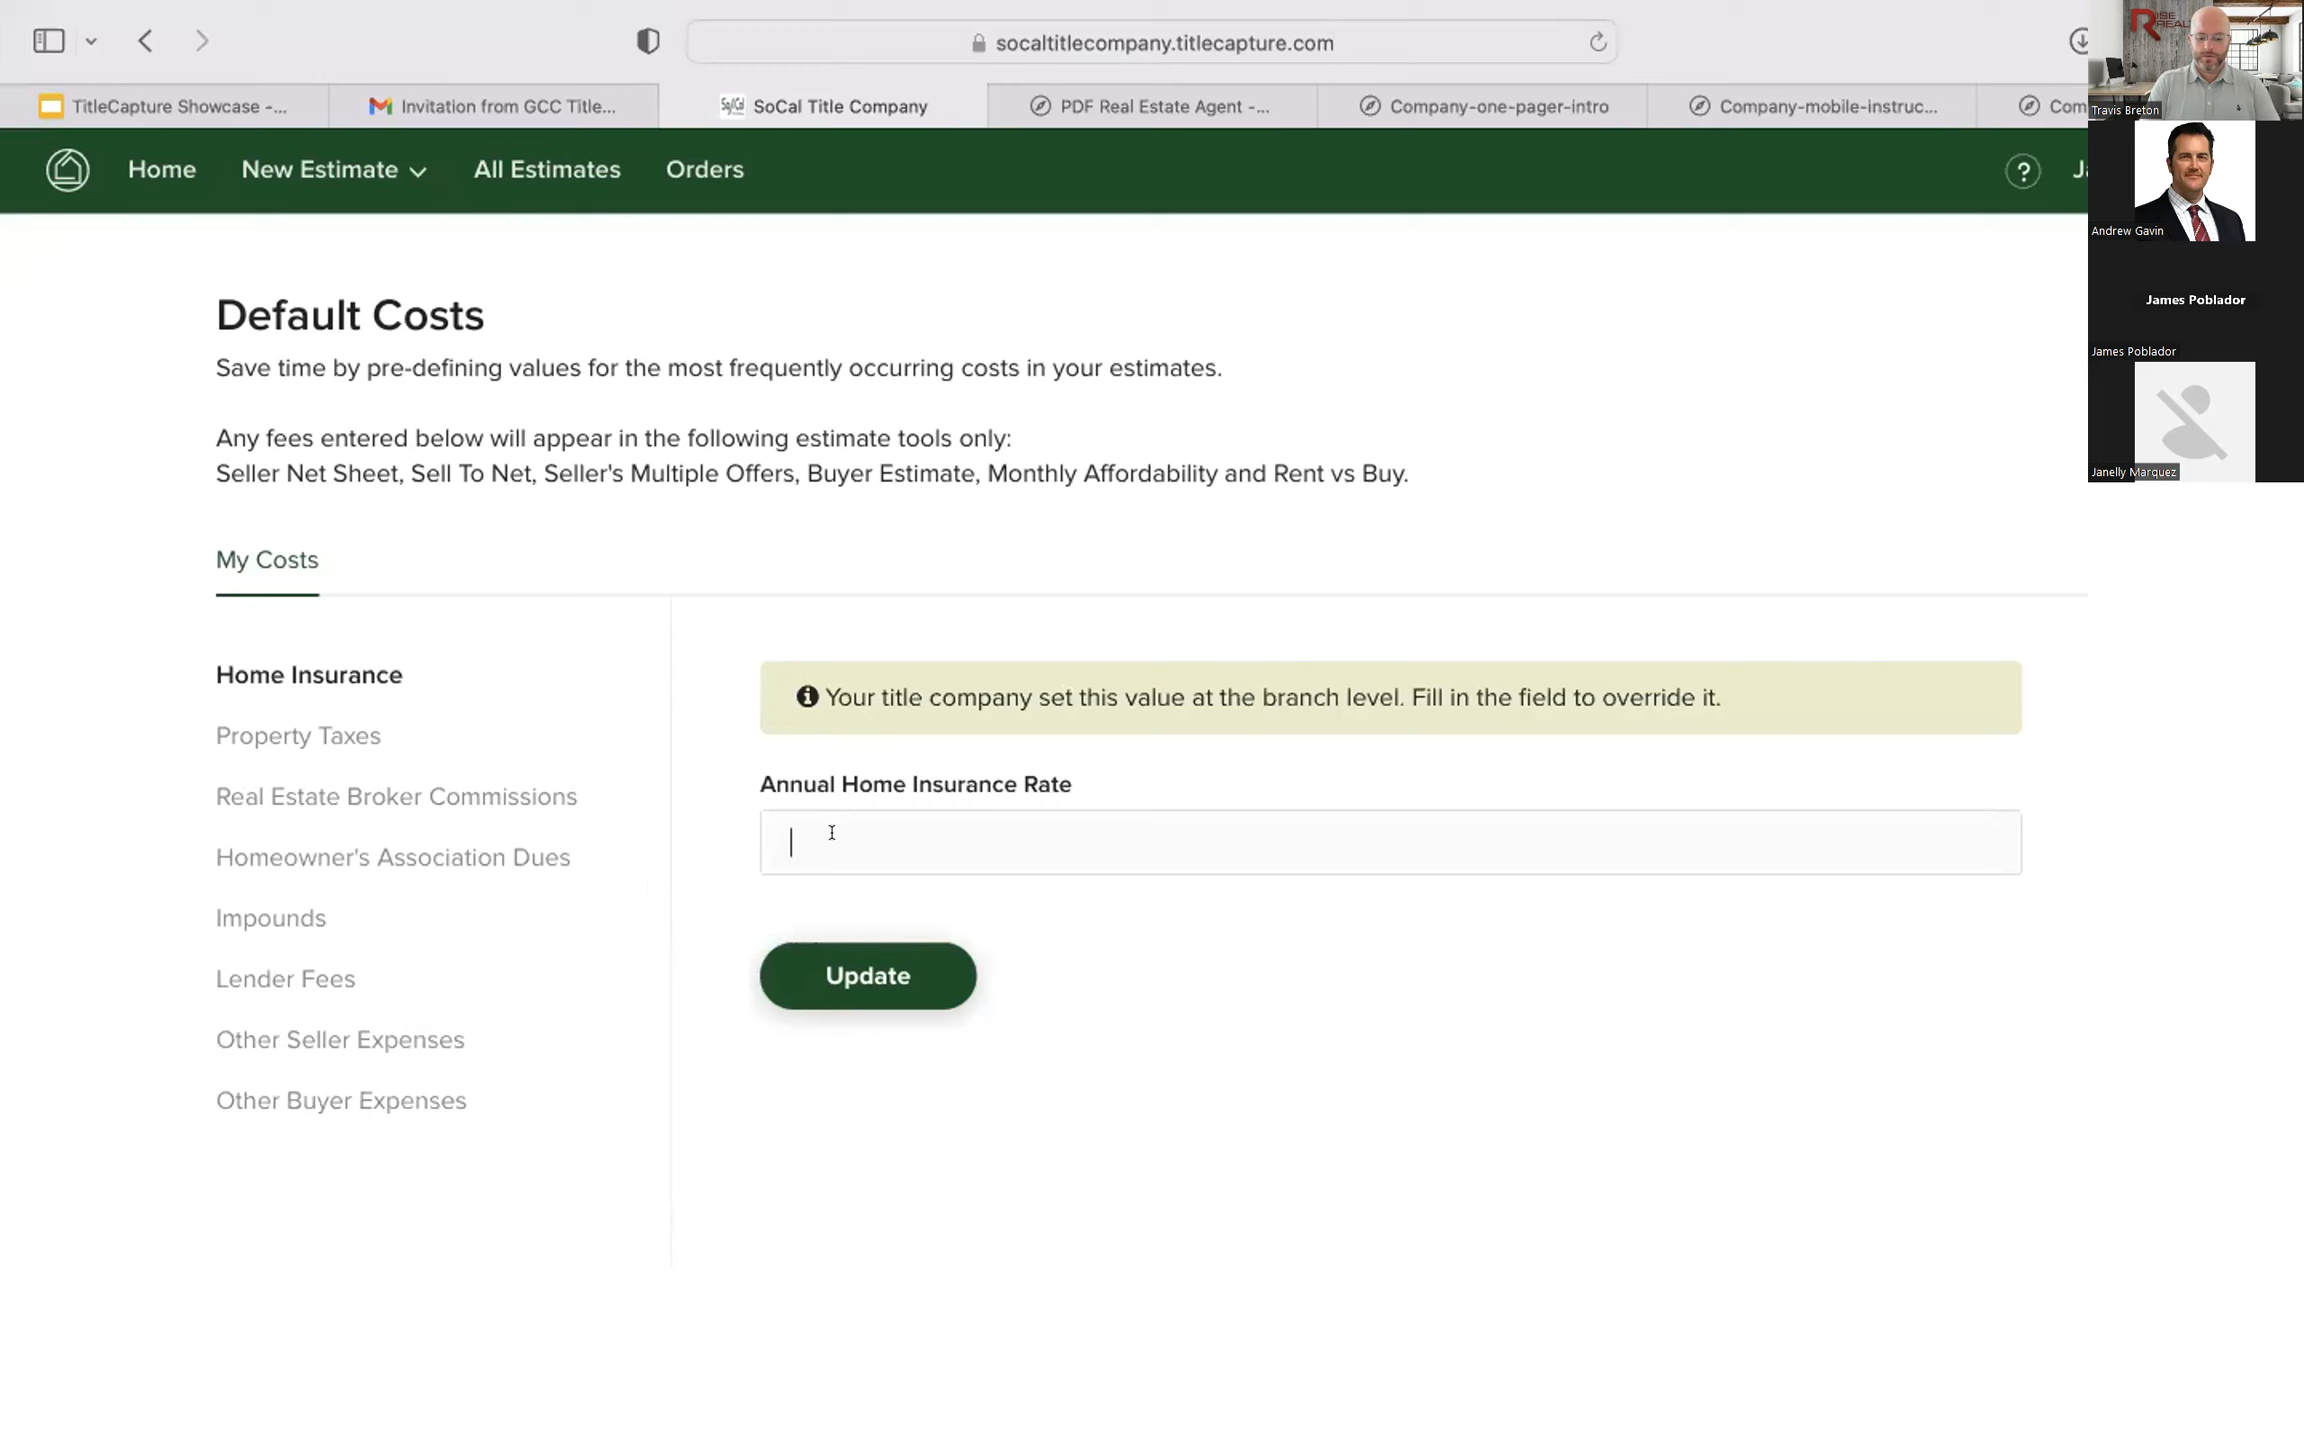 socaltitlecompany.titlecapture.com
TitleCapture Showcase -...
Invitation from GCC Title...
SoCal Title Company
PDF Real Estate Agent -...
Company-one-pager-intro
Company-mobile-instruc...
Com
Home
New Estimate
All Estimates
Orders
?
Ja
RISE
REAL
Travis Breton
Andrew Gavin
James Poblador
James Poblador
Janelly Marquez
Default Costs
Save time by pre-defining values for the most frequently occurring costs in your estimates.
Any fees entered below will appear in the following estimate tools only:
Seller Net Sheet, Sell To Net, Seller's Multiple Offers, Buyer Estimate, Monthly Affordability and Rent vs Buy.
My Costs
Home Insurance
Property Taxes
Real Estate Broker Commissions
Homeowner's Association Dues
Impounds
Lender Fees
Other Seller Expenses
Other Buyer Expenses
Your title company set this value at the branch level. Fill in the field to override it.
Annual Home Insurance Rate
Update